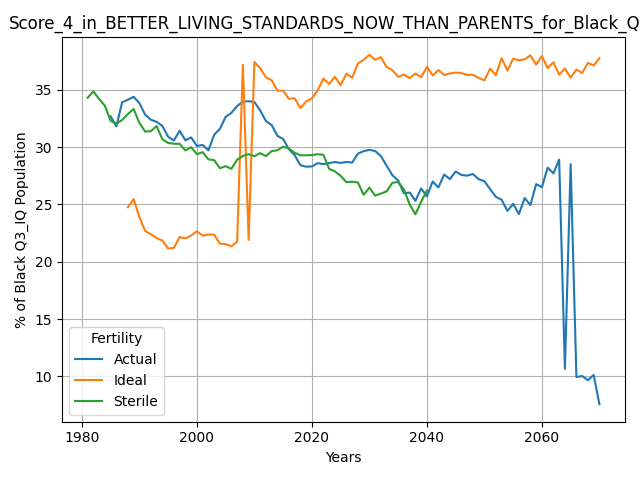 Score_4_in_BETTER_LIVING_STANDARDS_NOW_THAN_PARENTS_for_Black_Q
% of Black Q3_IQ Population
35
30
25
20
15
10
Fertility
Actual
Ideal
Sterile
1980 2000 2020 2040 2060
Years